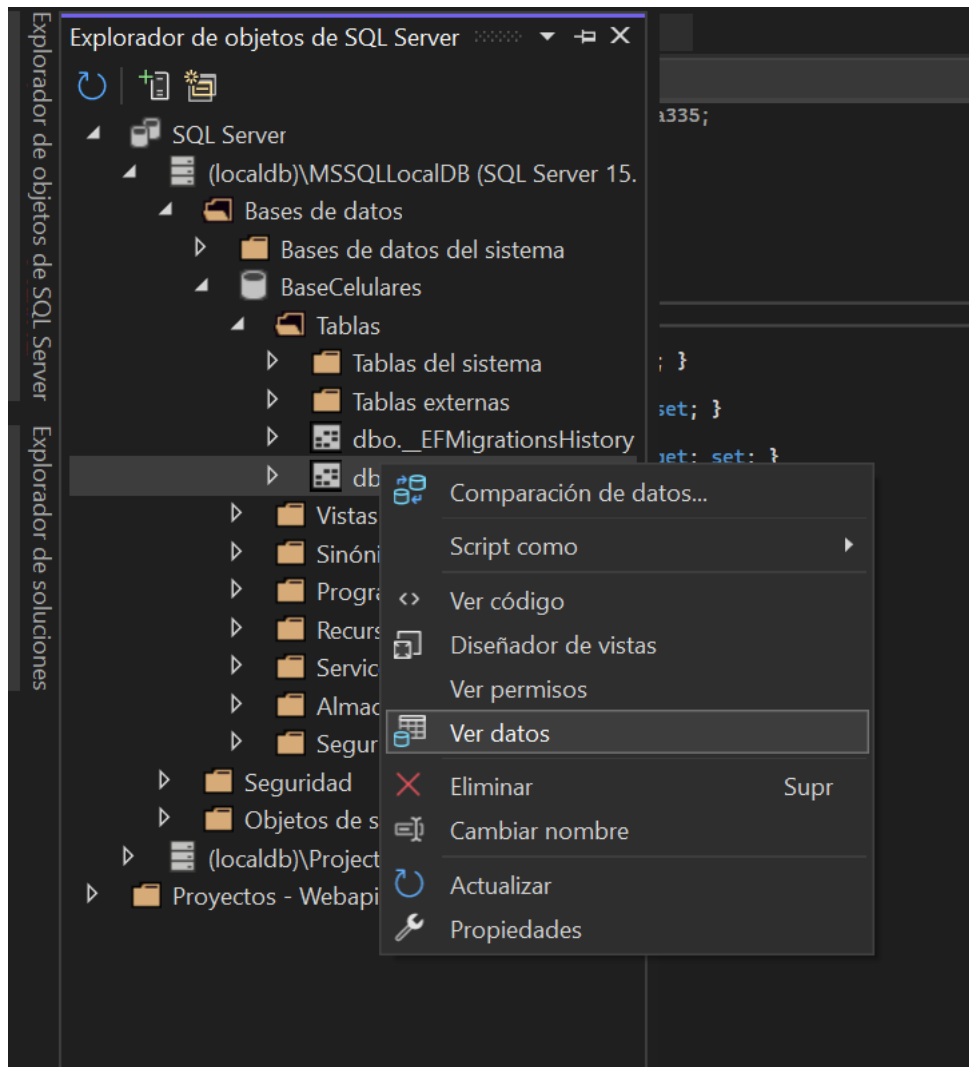 Explorador de objetos de SQL Server
Explorador de soluciones
Explorador de objetos de SQL Server
SQL Server
(localdb)\MSSQLLocalDB (SQL Server 15.
Bases de datos
Bases de datos del sistema
BaseCelulares
Tablas
Tablas del sistema
Tablas externas
dbo.__EFMigrationsHistory
db
Vistas
Sinóni
Progra
Recurs
Servic
Almac
Segur
Seguridad
Objetos de s
(localdb)\Project
Proyectos - Webapi
Comparación de datos...
Script como
Ver código
Diseñador de vistas
Ver permisos
Ver datos
Eliminar Supr
Cambiar nombre
Actualizar
Propiedades
a335;
; }
set; }
get; set; }